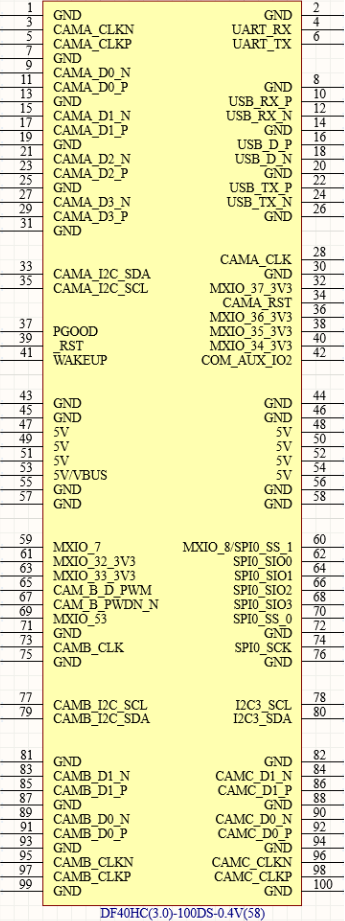 1 GND GND 2
3 CAMA_CLKN UART_RX 4
5 CAMA_CLKP UART_TX 6
7 GND
9 CAMA_D0_N
11 CAMA_D0_P GND 8
13 GND USB_RX_P 10
15 CAMA_D1_N USB_RX_N 12
17 CAMA_D1_P GND 14
19 GND USB_D_P 16
21 CAMA_D2_N USB_D_N 18
23 CAMA_D2_P GND 20
25 GND USB_TX_P 22
27 CAMA_D3_N USB_TX_N 24
29 CAMA_D3_P GND 26
31 GND
CAMA_CLK 28
33 CAMA_I2C_SDA GND 30
35 CAMA_I2C_SCL MXIO_37_3V3 32
CAMA_RST 34
MXIO_36_3V3 36
37 PGOOD MXIO_35_3V3 38
39 _RST MXIO_34_3V3 40
41 WAKEUP COM_AUX_IO2 42
43 GND GND 44
45 GND GND 46
47 5V 5V 48
49 5V 5V 50
51 5V 5V 52
53 5V/VBUS 5V 54
55 GND GND 56
57 GND GND 58
59 MXIO_7 MXIO_8/SPI0_SS_1 60
61 MXIO_32_3V3 SPI0_SIO0 62
63 MXIO_33_3V3 SPI0_SIO1 64
65 CAM_B_D_PWM SPI0_SIO2 66
67 CAM_B_PWDN_N SPI0_SIO3 68
69 MXIO_53 SPI0_SS_0 70
71 GND GND 72
73 CAMB_CLK SPI0_SCK 74
75 GND GND 76
77 CAMB_I2C_SCL I2C3_SCL 78
79 CAMB_I2C_SDA I2C3_SDA 80
81 GND GND 82
83 CAMB_D1_N CAMC_D1_N 84
85 CAMB_D1_P CAMC_D1_P 86
87 GND GND 88
89 CAMB_D0_N CAMC_D0_N 90
91 CAMB_D0_P CAMC_D0_P 92
93 GND GND 94
95 CAMB_CLKN CAMC_CLKN 96
97 CAMB_CLKP CAMC_CLKP 98
99 GND GND 100
DF40HC(3.0)-100DS-0.4V(58)